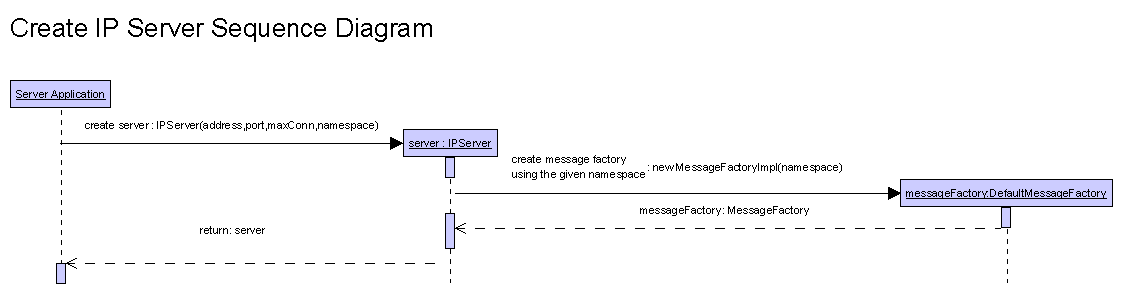 Create IP Server Sequence Diagram
Server Application
create server : IPServer(address,port,maxConn,namespace)
server : IPServer
create message factory
using the given namespace : newMessageFactoryImpl(namespace)
messageFactory:DefaultMessageFactory
messageFactory: MessageFactory
return: server